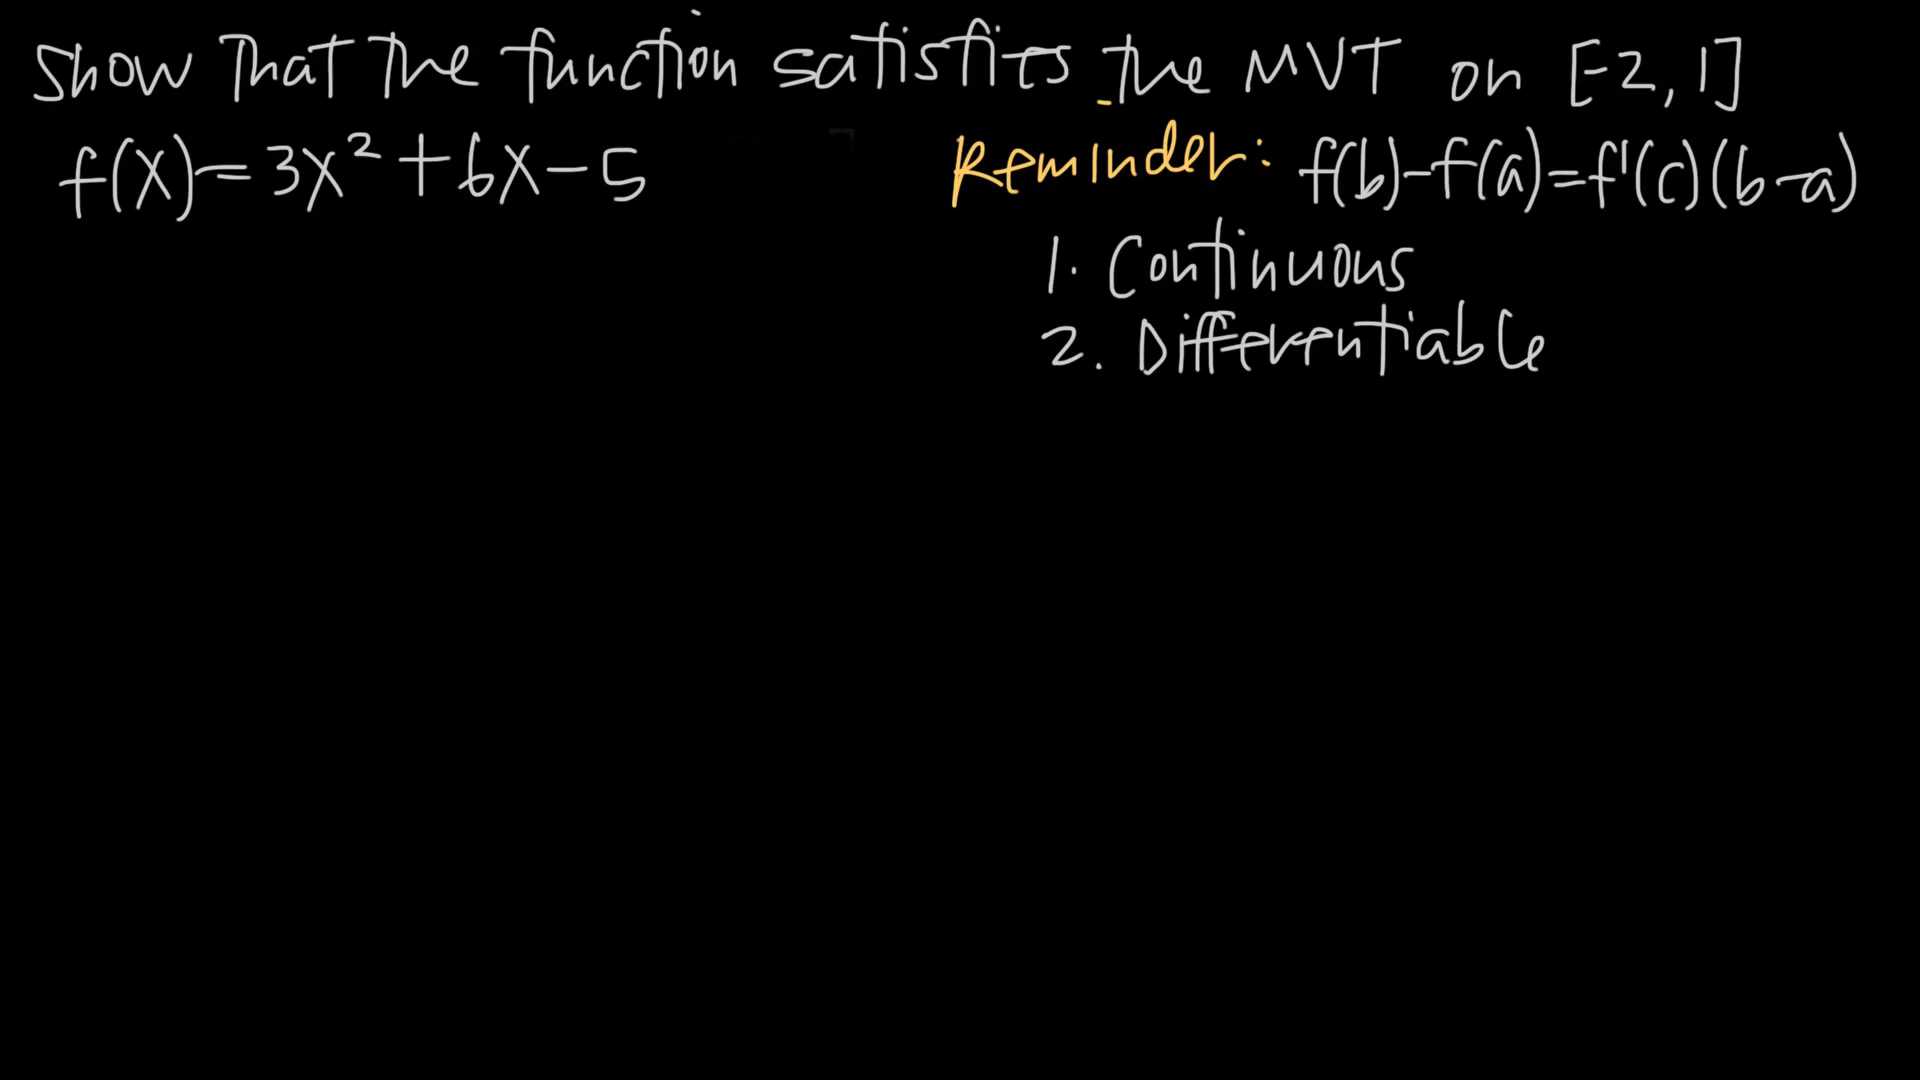 Show that the function satisfies the MVT on [-2, 1]
f(x) = 3x² + 6x - 5
Reminder: f(b) - f(a) = f'(c)(b-a)
1. Continuous
2. Differentiable